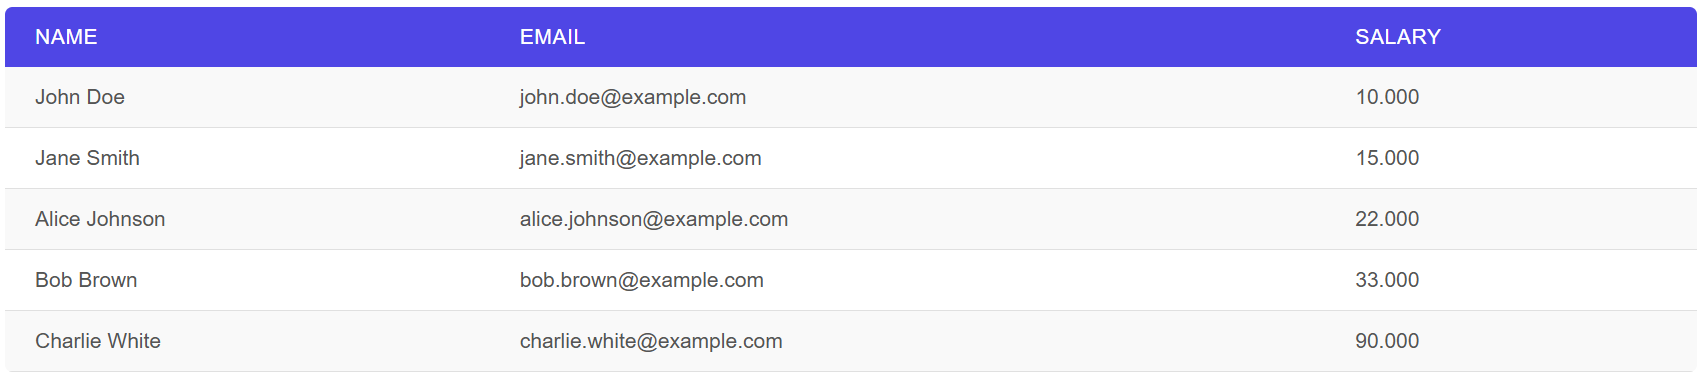 NAME EMAIL SALARY
John Doe john.doe@example.com 10.000
Jane Smith jane.smith@example.com 15.000
Alice Johnson alice.johnson@example.com 22.000
Bob Brown bob.brown@example.com 33.000
Charlie White charlie.white@example.com 90.000